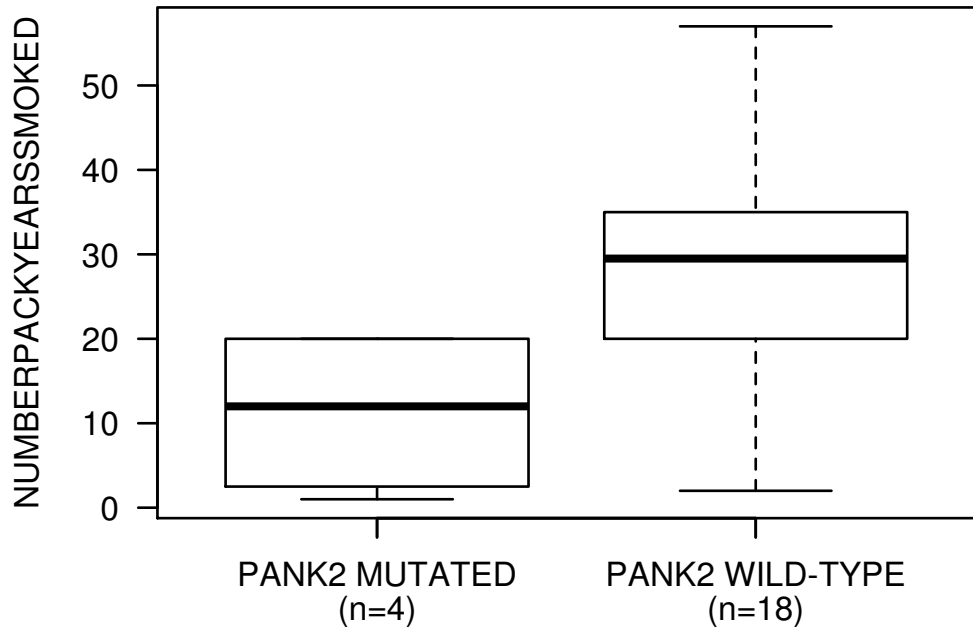 NUMBERPACKYEARSSMOKED
50
40
30
20
10
0
PANK2 MUTATED
(n=4)
PANK2 WILD-TYPE
(n=18)